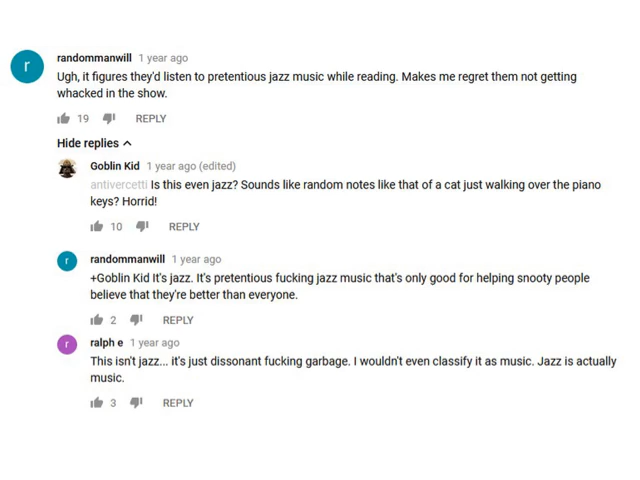 randommanwill 1 year ago
Ugh, it figures they'd listen to pretentious jazz music while reading. Makes me regret them not getting
whacked in the show.
19 REPLY
Hide replies
Goblin Kid 1 year ago (edited)
antivercetti Is this even jazz? Sounds like random notes like that of a cat just walking over the piano
keys? Horrid!
10 REPLY
r randommanwill 1 year ago
+Goblin Kid It's jazz. It's pretentious fucking jazz music that's only good for helping snooty people
believe that they're better than everyone.
2 REPLY
r ralph e 1 year ago
This isn't jazz... it's just dissonant fucking garbage. I wouldn't even classify it as music. Jazz is actually
music.
3 REPLY